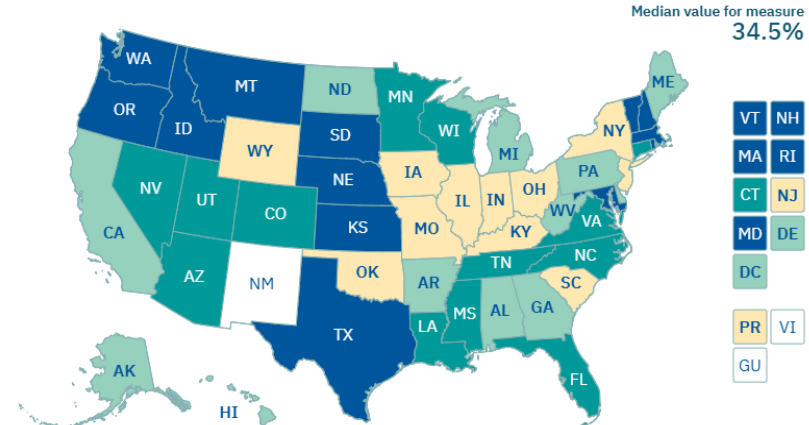 Median value for measure
34.5%
WA
MT
ND
MN
ME
OR
ID
SD
WI
NY
WY
MI
NE
IA
PA
NV
UT
CO
IL
IN
OH
WV
VA
CA
KS
MO
KY
AZ
NM
OK
AR
TN
NC
SC
TX
LA
MS
AL
GA
AK
HI
FL
VT NH
MA RI
CT NJ
MD DE
DC
PR VI
GU